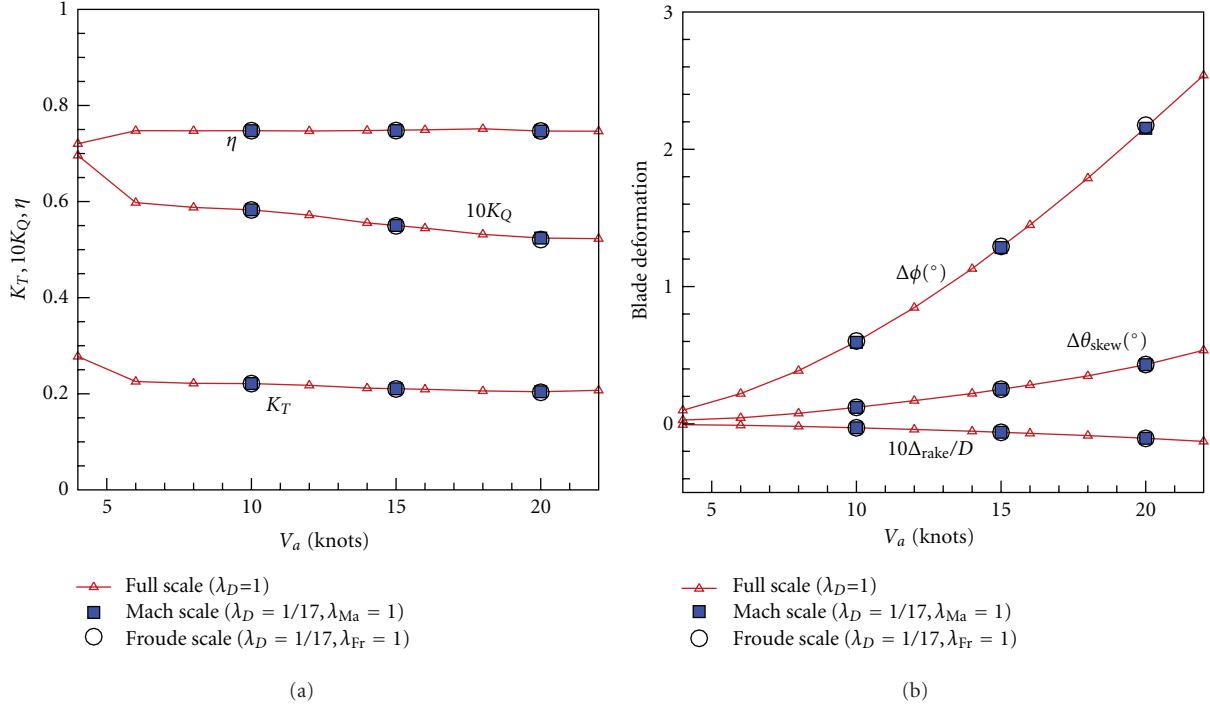 1
0.8
0.6
0.4
0.2
0
K_T, 10K_Q, η
η
10K_Q
K_T
5
10
15
20
V_a (knots)
Full scale (λ_D=1)
Mach scale (λ_D = 1/17, λ_Ma = 1)
Froude scale (λ_D = 1/17, λ_Fr = 1)
(a)
3
2
1
0
Blade deformation
Δϕ(°)
Δθ_skew(°)
10Δ_rake/D
5
10
15
20
V_a (knots)
Full scale (λ_D=1)
Mach scale (λ_D = 1/17, λ_Ma = 1)
Froude scale (λ_D = 1/17, λ_Fr = 1)
(b)